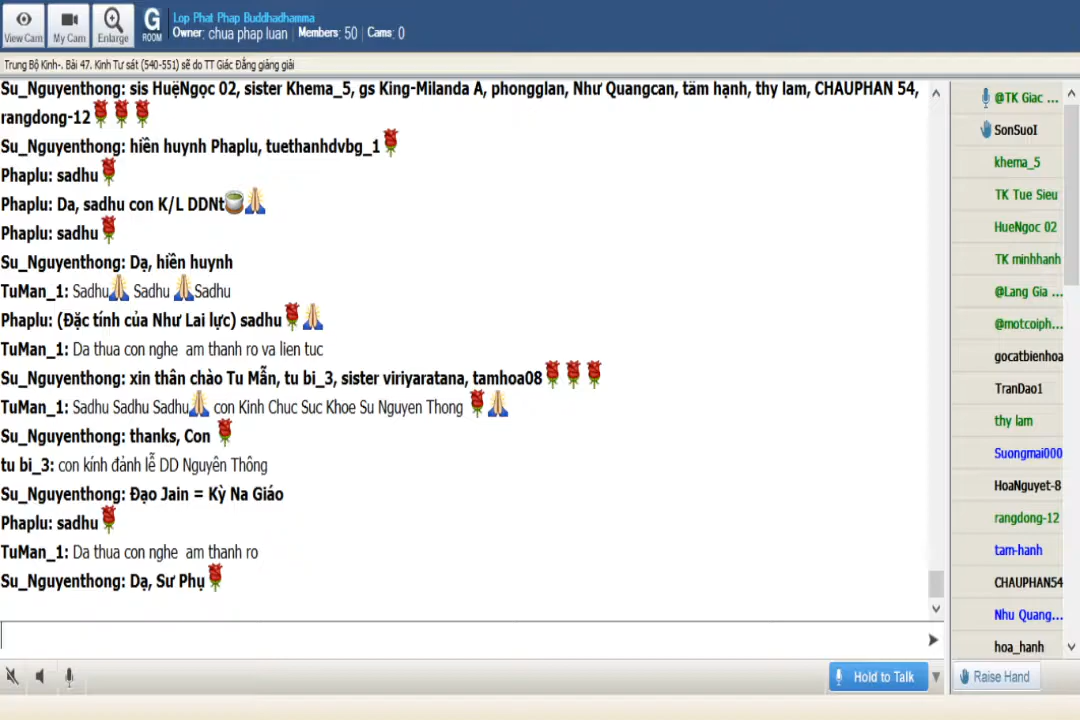 View Cam
My Cam
Enlarge
G
ROOM
Lop Phat Phap Buddhadhamma
Owner: chua phap luan | Members: 50 | Cams: 0
Trung Bộ Kinh-. Bài 47. Kinh Tư sát (540-551) sẽ do TT Giác Đẳng giảng giải
Su_Nguyenthong: sis HuệNgọc 02, sister Khema_5, gs King-Milanda A, phongglan, Như Quangcan, tâm hạnh, thy lam, CHAUPHAN 54,
rangdong-12
Su_Nguyenthong: hiền huynh Phaplu, tuethanhdvbg_1
Phaplu: sadhu
Phaplu: Da, sadhu con K/L DDNt
Phaplu: sadhu
Su_Nguyenthong: Dạ, hiền huynh
TuMan_1: Sadhu Sadhu Sadhu
Phaplu: (Đặc tính của Như Lai lực) sadhu
TuMan_1: Da thua con nghe am thanh ro va lien tuc
Su_Nguyenthong: xin thân chào Tu Mẫn, tu bi_3, sister viriyaratana, tamhoa08
TuMan_1: Sadhu Sadhu Sadhu con Kinh Chuc Suc Khoe Su Nguyen Thong
Su_Nguyenthong: thanks, Con
tu bi_3: con kính đảnh lễ DD Nguyên Thông
Su_Nguyenthong: Đạo Jain = Kỳ Na Giáo
Phaplu: sadhu
TuMan_1: Da thua con nghe am thanh ro
Su_Nguyenthong: Dạ, Sư Phụ
@TK Giac ...
SonSuoI
khema_5
TK Tue Sieu
HueNgoc 02
TK minhhanh
@Lang Gia ...
@motcoiph...
gocatbienhoa
TranDao1
thy lam
Suongmai000
HoaNguyet-8
rangdong-12
tam-hanh
CHAUPHAN54
Nhu Quang...
hoa_hanh
Hold to Talk
Raise Hand